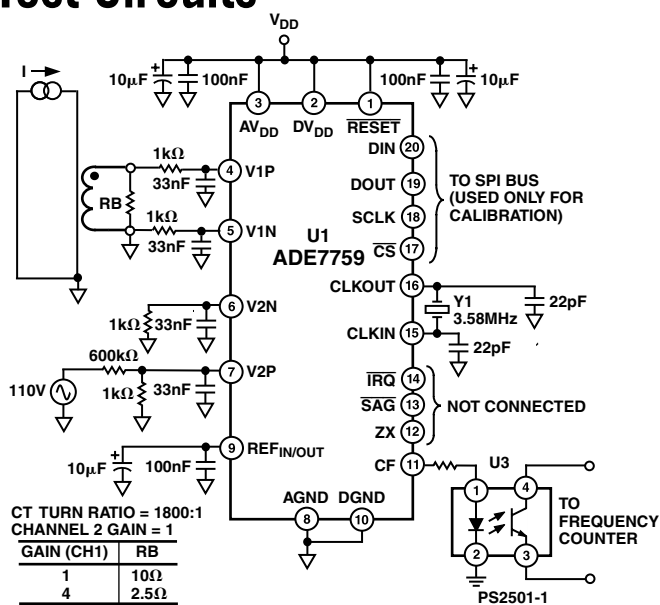 Test Circuits
VDD
I
10µF
100nF
100nF
10µF
3
2
1
AVDD
DVDD
RESET
DIN
20
DOUT
19
SCLK
18
CS
17
TO SPI BUS
(USED ONLY FOR
CALIBRATION)
1kΩ
33nF
4
V1P
RB
1kΩ
33nF
5
V1N
U1
ADE7759
CLKOUT
16
Y1
3.58MHz
22pF
CLKIN
15
22pF
6
V2N
1kΩ
33nF
600kΩ
7
V2P
110V
1kΩ
33nF
IRQ
14
SAG
13
ZX
12
NOT CONNECTED
9
REFIN/OUT
10µF
100nF
CF
11
U3
1
4
2
3
TO
FREQUENCY
COUNTER
PS2501-1
AGND
DGND
8
10
CT TURN RATIO = 1800:1
CHANNEL 2 GAIN = 1
GAIN (CH1) RB
1 10Ω
4 2.5Ω